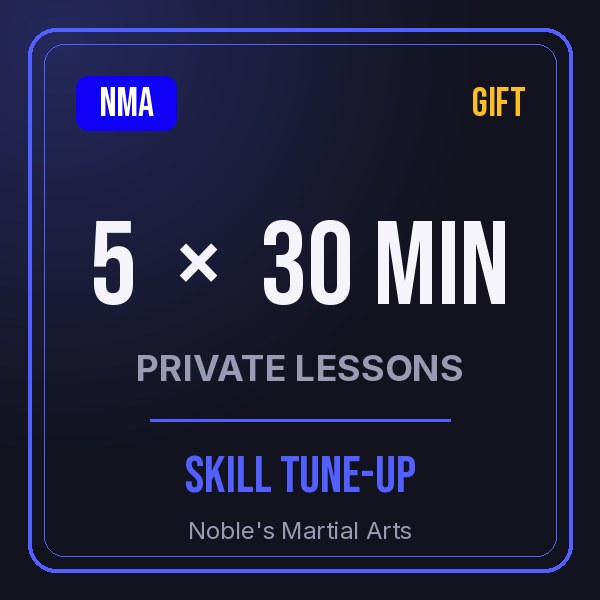 NMA
GIFT
5 × 30 MIN
PRIVATE LESSONS
SKILL TUNE-UP
Noble's Martial Arts